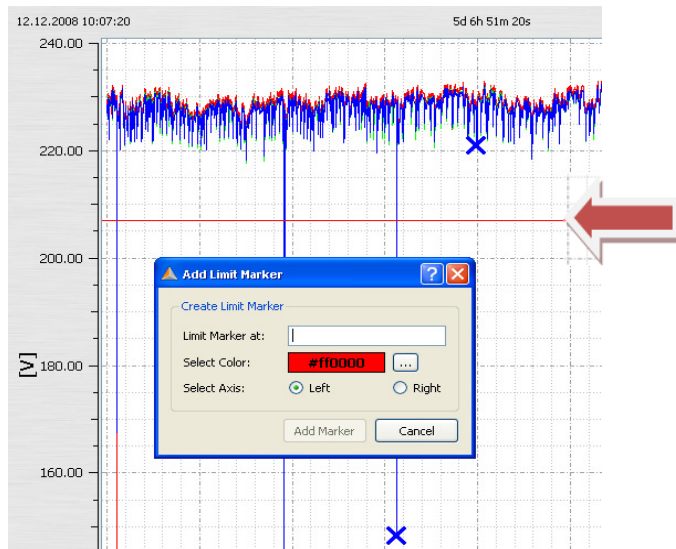 12.12.2008 10:07:20 5d 6h 51m 20s
240.00
220.00
200.00
Add Limit Marker
Create Limit Marker
Limit Marker at:
Select Color: #ff0000 ...
[V] 180.00
Select Axis: Left Right
Add Marker Cancel
160.00